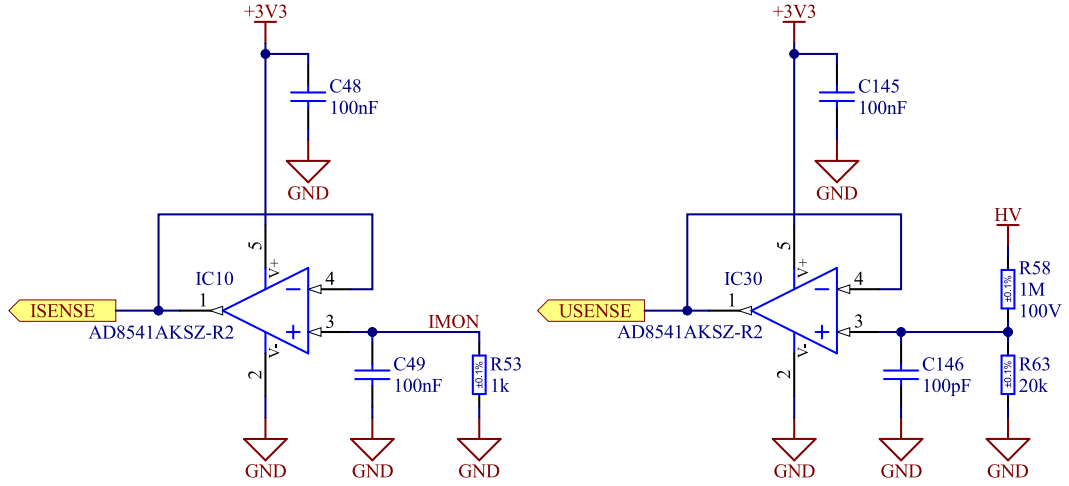 +3V3
C48
100nF
GND
5
V+
IC10
4
1
ISENSE
3
IMON
AD8541AKSZ-R2
V-
2
C49
100nF
±0.1%
R53
1k
GND
GND
GND
+3V3
C145
100nF
GND
HV
5
V+
IC30
4
R58
1M
100V
±0.1%
1
USENSE
3
AD8541AKSZ-R2
V-
2
C146
100pF
±0.1%
R63
20k
GND
GND
GND